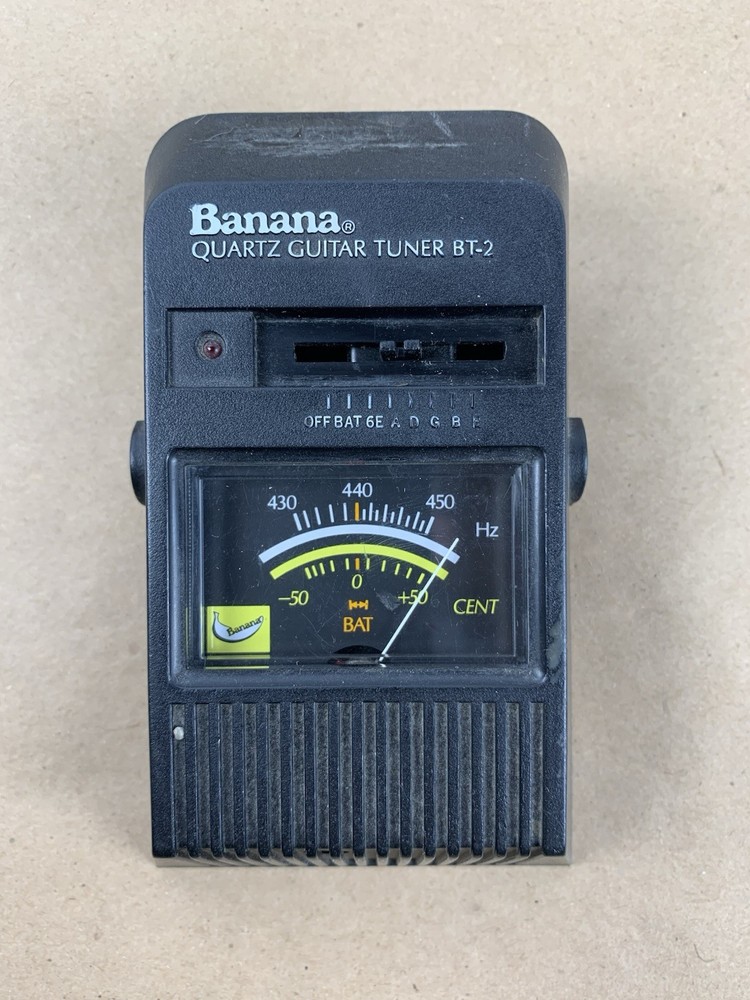 Banana®
QUARTZ GUITAR TUNER BT-2
OFF BAT 6E A D G B E
430 440 450
Hz
-50 0 +50
CENT
BAT
Banana